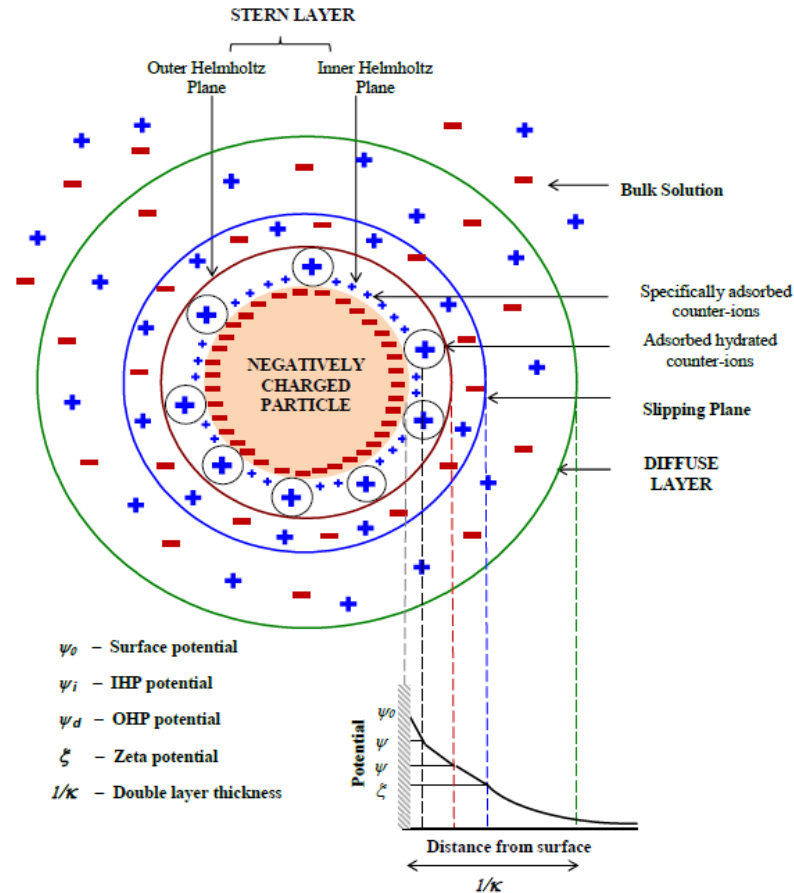 STERN LAYER
Outer Helmholtz
Plane
Inner Helmholtz
Plane
Bulk Solution
Specifically adsorbed
counter-ions
Adsorbed hydrated
counter-ions
NEGATIVELY
CHARGED
PARTICLE
Slipping Plane
DIFFUSE
LAYER
ψ₀ – Surface potential
ψᵢ – IHP potential
ψ_d – OHP potential
ξ – Zeta potential
1/κ – Double layer thickness
Potential
ψ₀
ψ
ψ
ξ
Distance from surface
1/κ